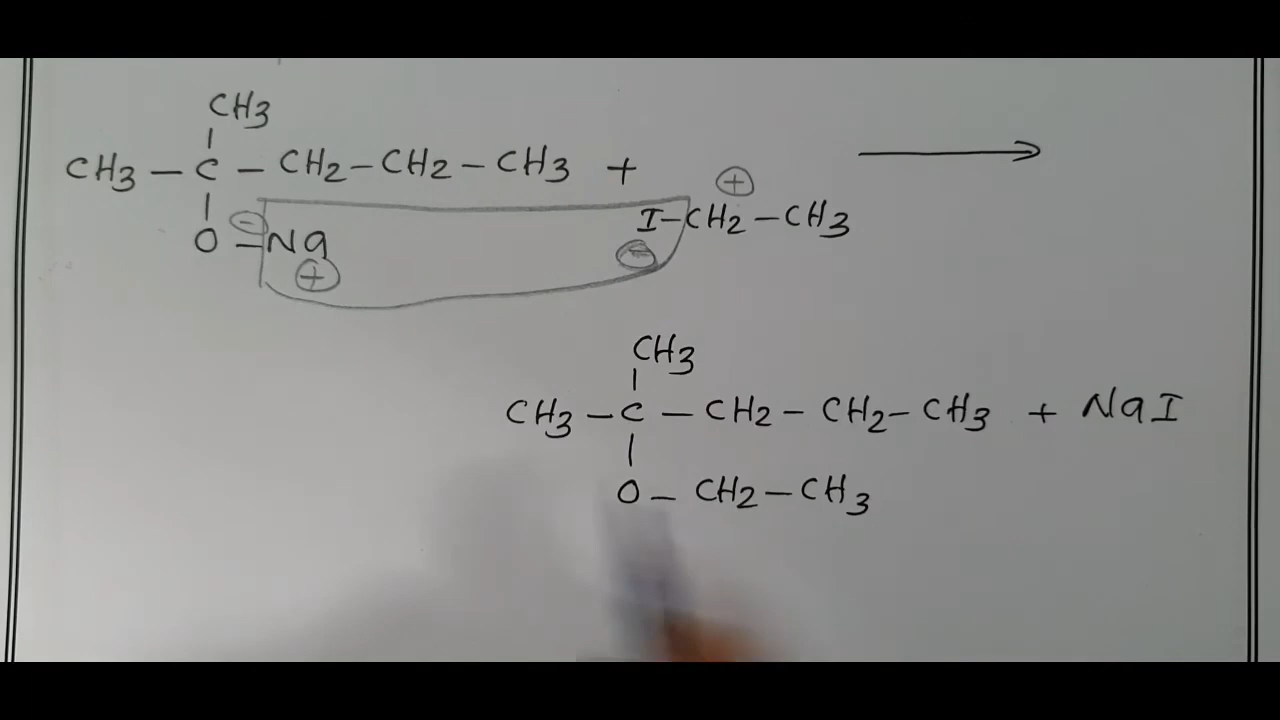 CH3
CH3 – C – CH2 – CH2 – CH3 +
⊕
I – CH2 – CH3
⊖
O – Na
⊕
⊖
CH3
CH3 – C – CH2 – CH2 – CH3 + NaI
O – CH2 – CH3